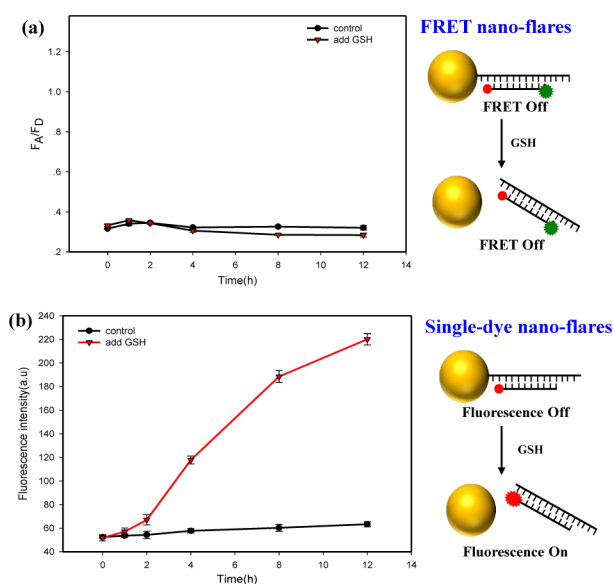 (a)
control
add GSH
1.2
1.0
.8
.6
.4
.2
0 2 4 6 8 10 12 14
Time(h)
FA/FD
FRET nano-flares
FRET Off
GSH
FRET Off
(b)
control
add GSH
240
220
200
180
160
140
120
100
80
60
40
0 2 4 6 8 10 12 14
Time(h)
Fluorescence intensity(a.u)
Single-dye nano-flares
Fluorescence Off
GSH
Fluorescence On